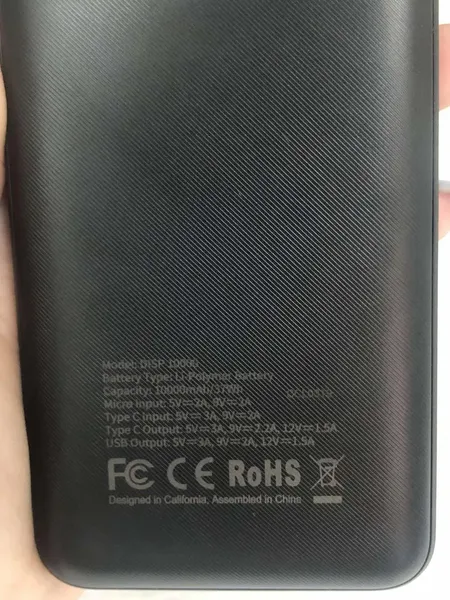 Model: DISP 10000
Battery Type: Li-Polymer Battery
Capacity: 10000mAh/37Wh
Micro Input: 5V⎓2A, 9V⎓2A
Type C Input: 5V⎓3A, 9V⎓2A
Type C Output: 5V⎓3A, 9V⎓2.2A, 12V⎓1.5A
USB Output: 5V⎓3A, 9V⎓2A, 12V⎓1.5A
FC CE RoHS
Designed in California, Assembled in China